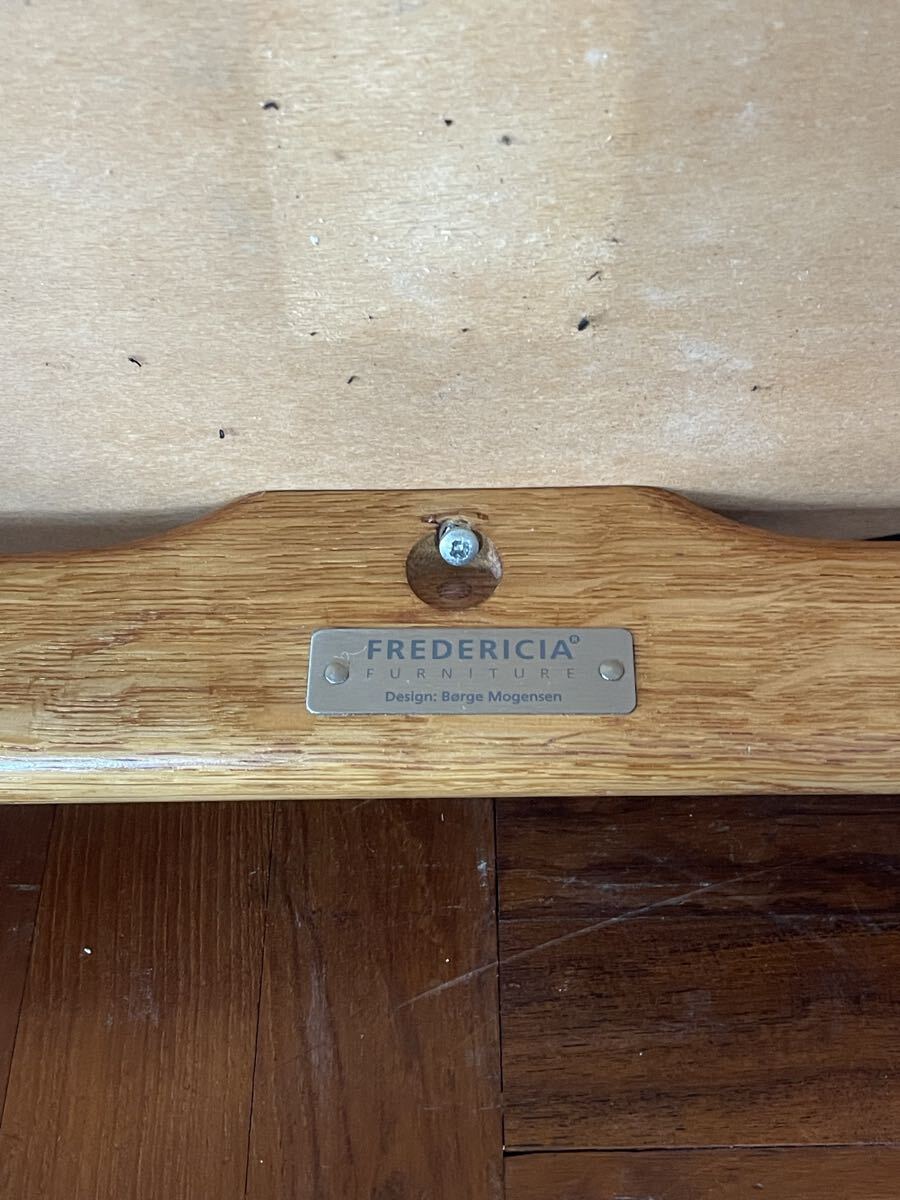 FREDERICIA®
FURNITURE
Design: Børge Mogensen